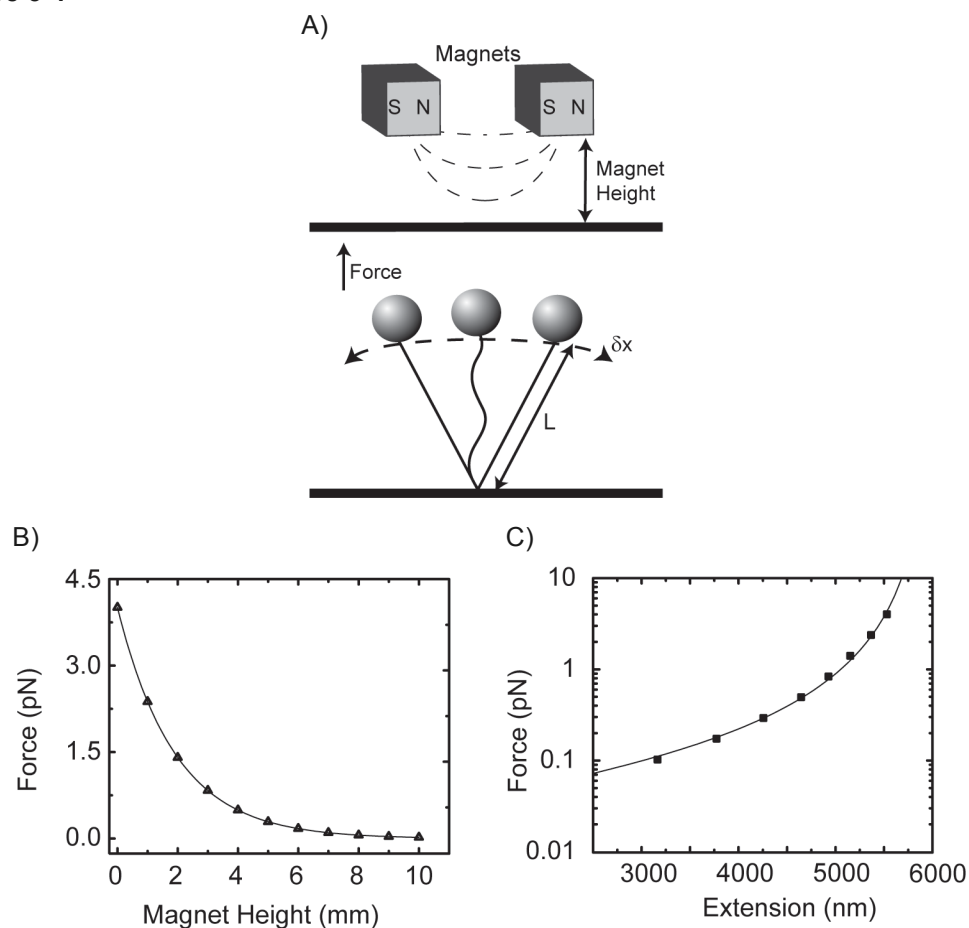 A)
Magnets
S N
S N
Magnet
Height
Force
δx
L
B)
C)
4.5
3.0
1.5
0.0
Force (pN)
0 2 4 6 8 10
Magnet Height (mm)
10
1
0.1
0.01
Force (pN)
3000 4000 5000 6000
Extension (nm)